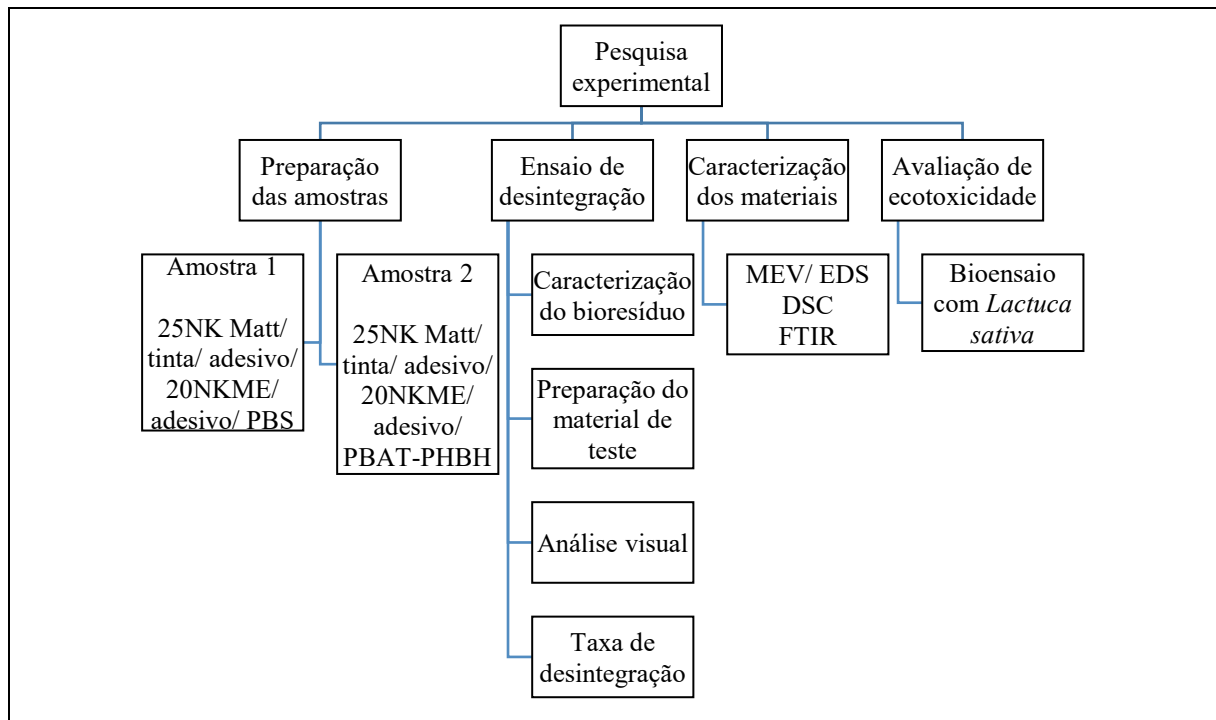 Pesquisa
experimental
Preparação
das amostras
Ensaio de
desintegração
Caracterização
dos materiais
Avaliação de
ecotoxicidade
Amostra 1
25NK Matt/
tinta/ adesivo/
20NKME/
adesivo/ PBS
Amostra 2
25NK Matt/
tinta/ adesivo/
20NKME/
adesivo/
PBAT-PHBH
Caracterização
do bioresíduo
Preparação do
material de
teste
Análise visual
Taxa de
desintegração
MEV/ EDS
DSC
FTIR
Bioensaio
com Lactuca
sativa